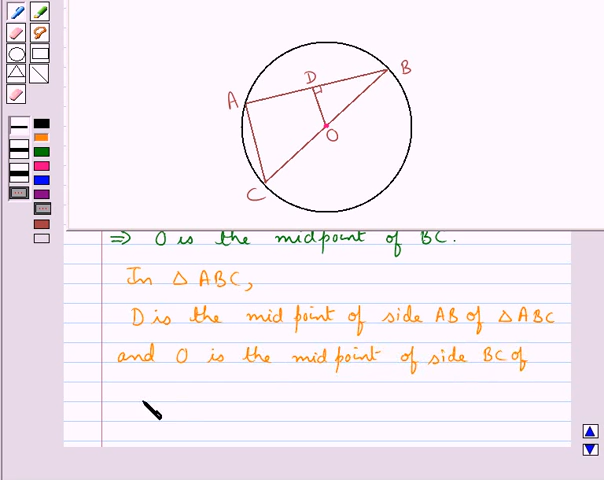 D
B
A
O
C
⇒ O is the midpoint of BC.
In △ ABC,
D is the mid point of side AB of △ ABC
and O is the mid point of side BC of